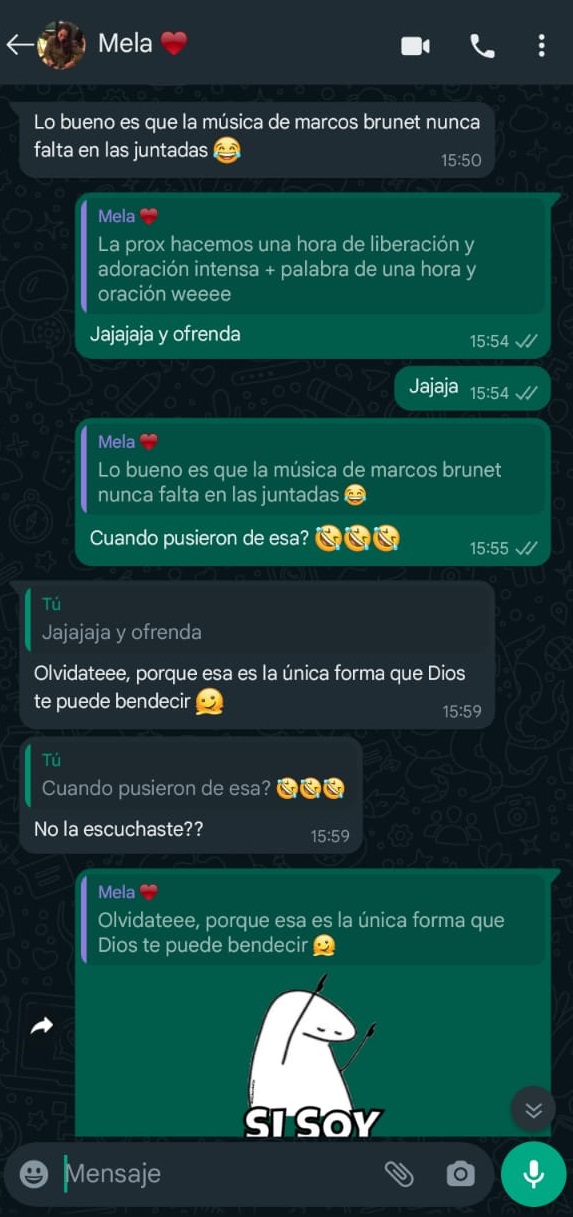 Mela ❤️
Lo bueno es que la música de marcos brunet nunca
falta en las juntadas 😂
15:50
Mela ❤️
La prox hacemos una hora de liberación y
adoración intensa + palabra de una hora y
oración weeee
Jajajaja y ofrenda
15:54
Jajaja 15:54
Mela ❤️
Lo bueno es que la música de marcos brunet
nunca falta en las juntadas 😂
Cuando pusieron de esa? 🤣🤣🤣
15:55
Tú
Jajajaja y ofrenda
Olvidateee, porque esa es la única forma que Dios
te puede bendecir 🫠
15:59
Tú
Cuando pusieron de esa? 🤣🤣🤣
No la escuchaste??
15:59
Mela ❤️
Olvidateee, porque esa es la única forma que
Dios te puede bendecir 🫠
SI SOY
Mensaje